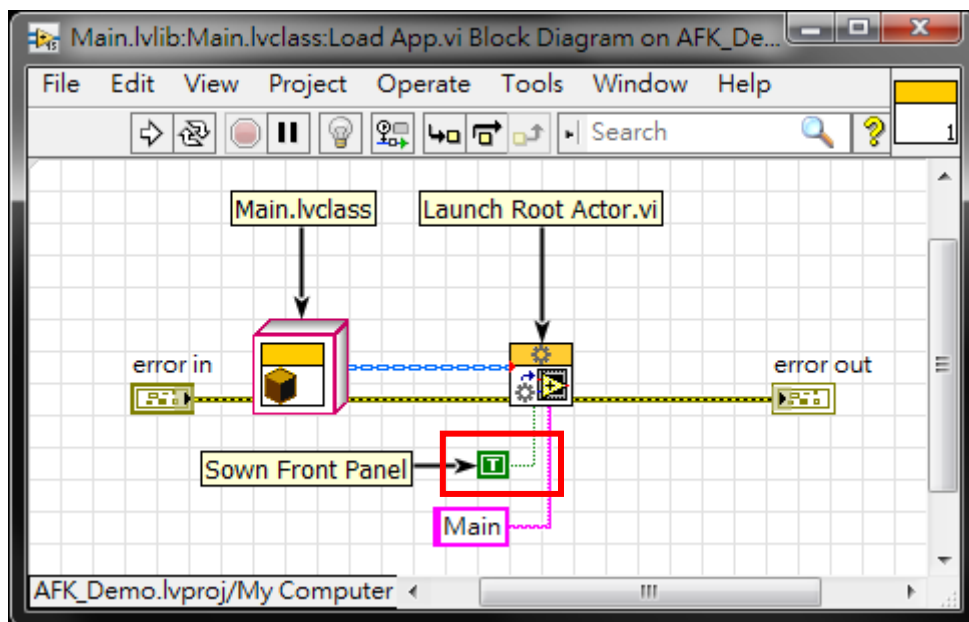 Main.lvlib:Main.lvclass:Load App.vi Block Diagram on AFK_De...
File Edit View Project Operate Tools Window Help
Search
1
Main.lvclass
Launch Root Actor.vi
error in
error out
Sown Front Panel
T
Main
AFK_Demo.lvproj/My Computer